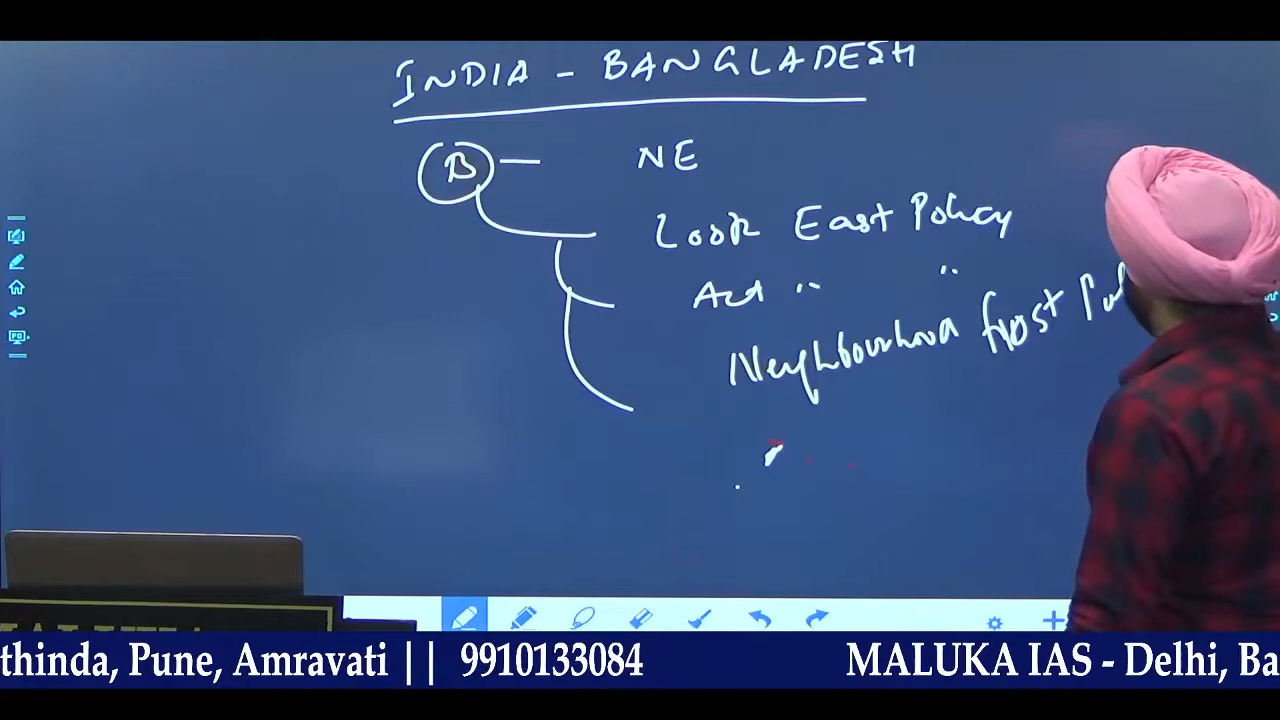 INDIA - BANGLADESH
B — NE
Look East Policy
Act " "
Neighbourhood First
thinda, Pune, Amravati || 9910133084 MALUKA IAS - Delhi, Ba